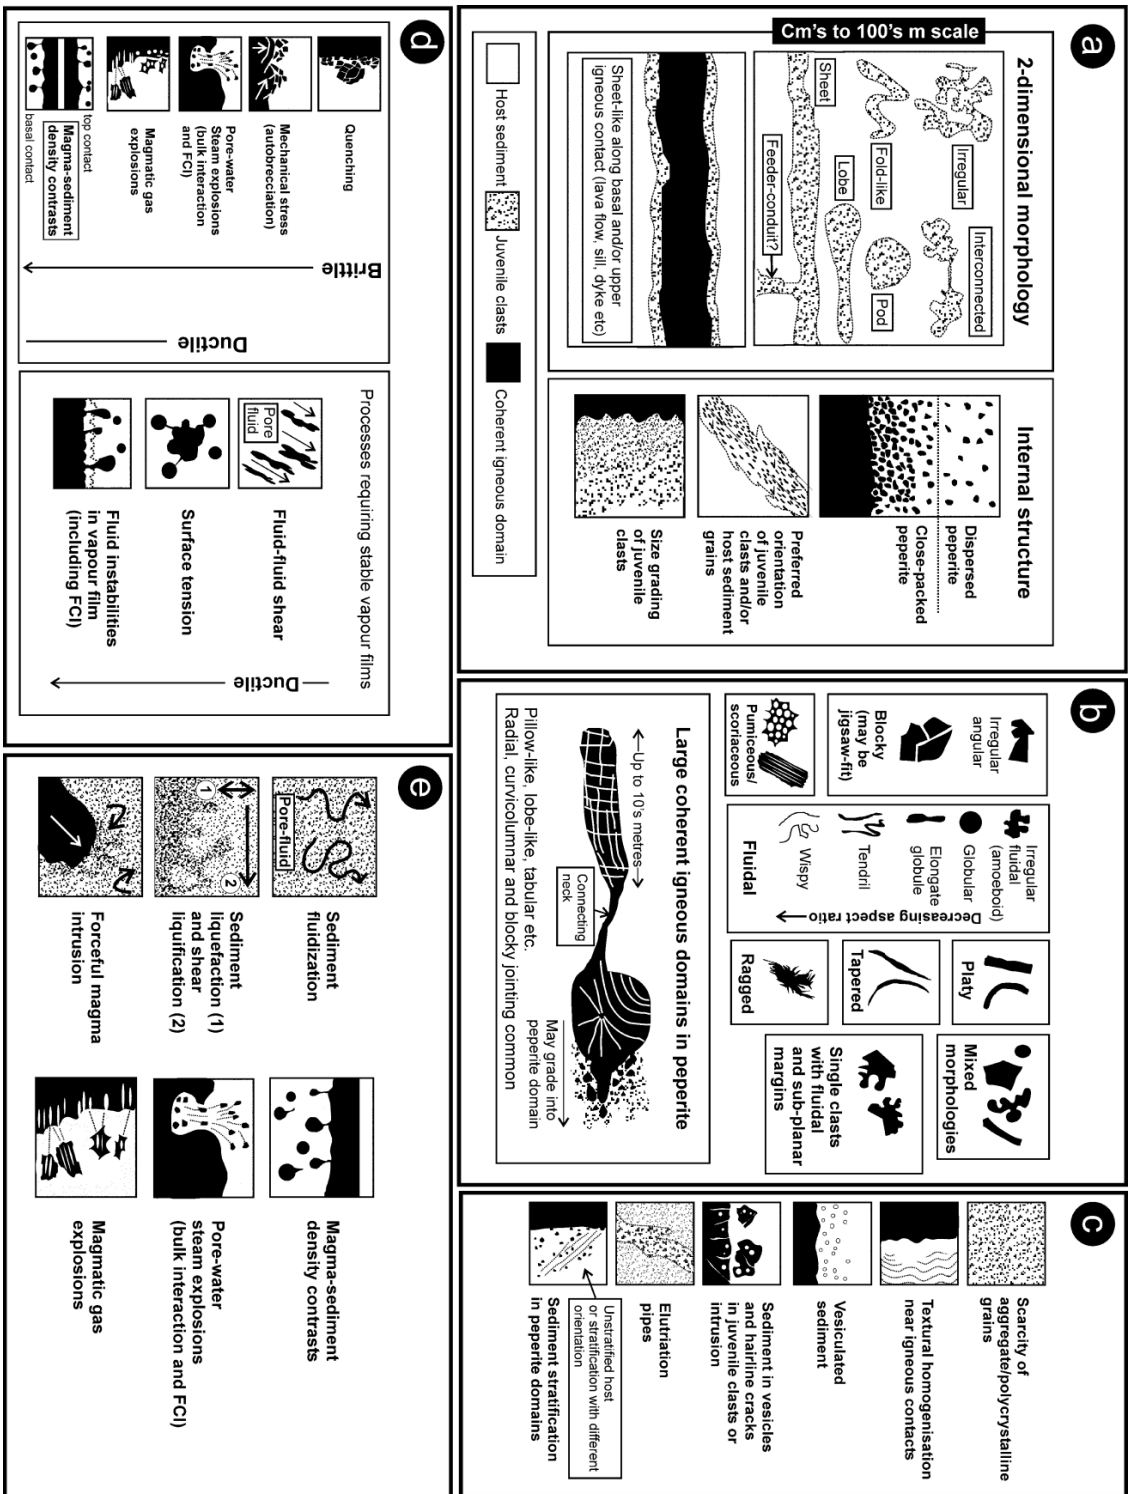 a
Cm's to 100's m scale
2-dimensional morphology
Irregular
Interconnected
Fold-like
Lobe
Pod
Sheet
Feeder-conduit?
Sheet-like along basal and/or upper
igneous contact (lava flow, sill, dyke etc)
Internal structure
Dispersed
peperite
Close-packed
peperite
Preferred
orientation
of juvenile
clasts and/or
host sediment
grains
Size grading
of juvenile
clasts
Host sediment
Juvenile clasts
Coherent igneous domain
b
Irregular
angular
Blocky
(may be
jigsaw-fit)
Pumiceous/
scoriaceous
Irregular
fluidal
(amoeboid)
Globular
Elongate
globule
Tendril
Wispy
Decreasing aspect ratio
Fluidal
Platy
Tapered
Ragged
Mixed
morphologies
Single clasts
with fluidal
and sub-planar
margins
Large coherent igneous domains in peperite
Up to 10's metres
Connecting
neck
May grade into
peperite domain
Pillow-like, lobe-like, tabular etc.
Radial, curvicolumnar and blocky jointing common
c
Scarcity of
aggregate/polycrystalline
grains
Textural homogenisation
near igneous contacts
Vesiculated
sediment
Sediment in vesicles
and hairline cracks
in juvenile clasts or
intrusion
Elutriation
pipes
Unstratified host
or stratification with different
orientation
Sediment stratification
in peperite domains
d
Quenching
Mechanical stress
(autobrecciation)
Pore-water
Steam explosions
(bulk interaction
and FCI)
Magmatic gas
explosions
top contact
Magma-sediment
density contrasts
basal contact
Brittle
Ductile
Processes requiring stable vapour films
Pore
fluid
Fluid-fluid shear
Surface tension
Fluid instabilities
in vapour film
(including FCI)
Ductile
e
Pore-fluid
Sediment
fluidization
1
2
Sediment
liquefaction (1)
and shear
liquification (2)
Forceful magma
intrusion
Magma-sediment
density contrasts
Pore-water
steam explosions
(bulk interaction and FCI)
Magmatic gas
explosions